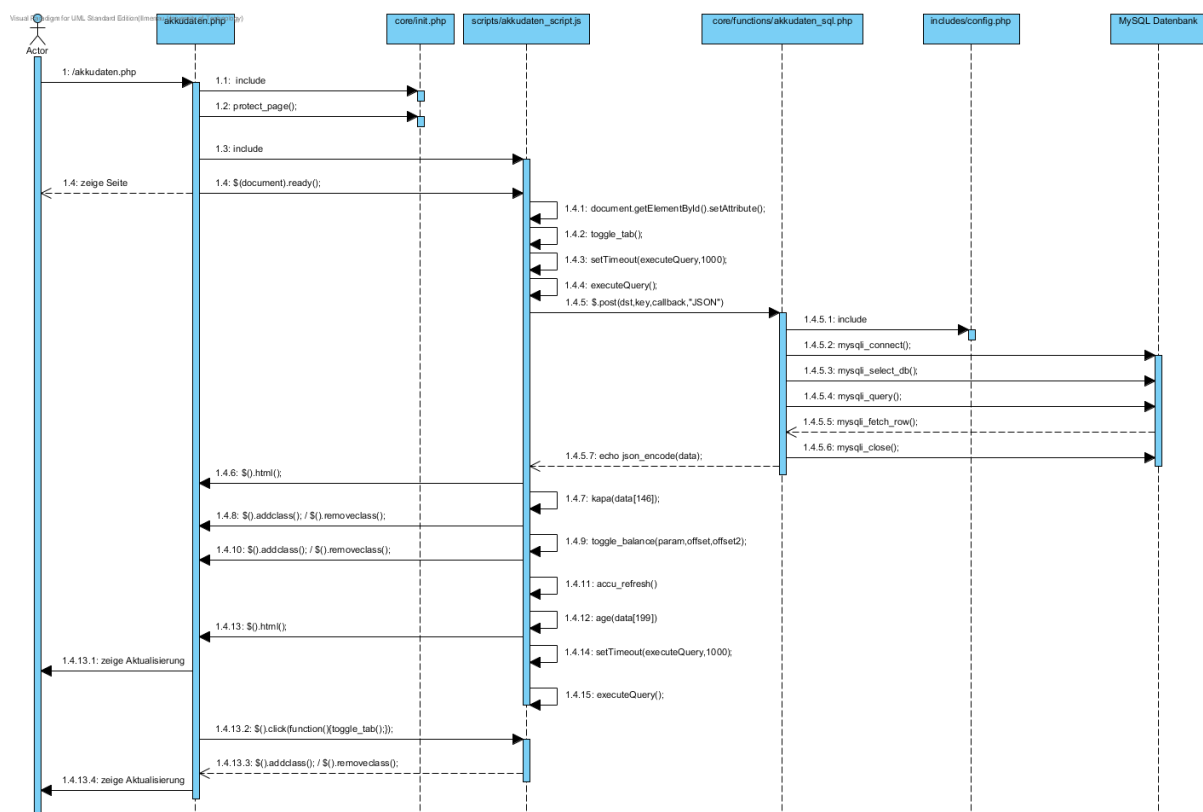 Visual Paradigm for UML Standard Edition(Ilmenau
akkudaten.php
core/init.php
scripts/akkudaten_script.js
core/functions/akkudaten_sql.php
includes/config.php
MySQL Datenbank
Actor
1: /akkudaten.php
1.1: include
1.2: protect_page();
1.3: include
1.4: zeige Seite
1.4: $(document).ready();
1.4.1: document.getElementById().setAttribute();
1.4.2: toggle_tab();
1.4.3: setTimeout(executeQuery,1000);
1.4.4: executeQuery();
1.4.5: $.post(dst,key,callback,"JSON")
1.4.5.1: include
1.4.5.2: mysqli_connect();
1.4.5.3: mysqli_select_db();
1.4.5.4: mysqli_query();
1.4.5.5: mysqli_fetch_row();
1.4.5.6: mysqli_close();
1.4.5.7: echo json_encode(data);
1.4.6: $().html();
1.4.7: kapa(data[146]);
1.4.8: $().addclass(); / $().removeclass();
1.4.9: toggle_balance(param,offset,offset2);
1.4.10: $().addclass(); / $().removeclass();
1.4.11: accu_refresh()
1.4.12: age(data[199])
1.4.13: $().html();
1.4.14: setTimeout(executeQuery,1000);
1.4.13.1: zeige Aktualisierung
1.4.15: executeQuery();
1.4.13.2: $().click(function(){toggle_tab();});
1.4.13.3: $().addclass(); / $().removeclass();
1.4.13.4: zeige Aktualisierung